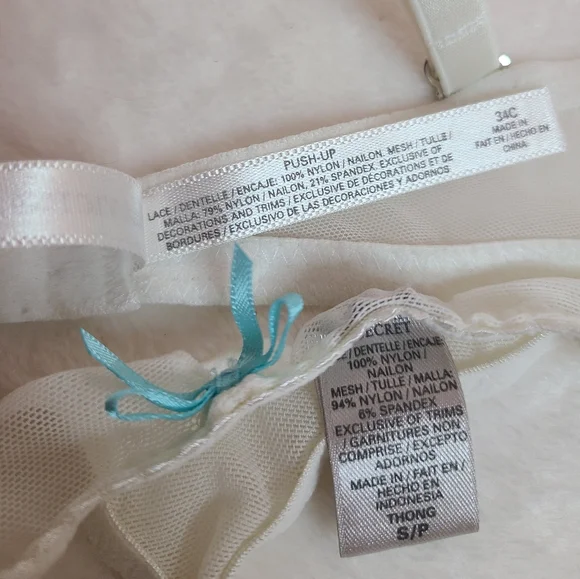 PUSH-UP
LACE / DENTELLE / ENCAJE: 100% NYLON / NAILON, MESH / TULLE /
MALLA: 79% NYLON / NAILON, 21% SPANDEX. EXCLUSIVE OF
DECORATIONS AND TRIMS / EXCLUSIVE DE DÉCORATIONS ET DE
BORDURES / EXCLUSIVO DE LAS DECORACIONES Y ADORNOS
34C
MADE IN /
FAIT EN / HECHO EN
CHINA.
/ DENTELLE / ENCAJE:
100% NYLON /
NAILON
MESH / TULLE / MALLA:
94% NYLON / NAILON
6% SPANDEX
EXCLUSIVE OF TRIMS
/ GARNITURES NON
COMPRISE / EXCEPTO
ADORNOS
MADE IN / FAIT EN /
HECHO EN
INDONESIA
THONG
S/P